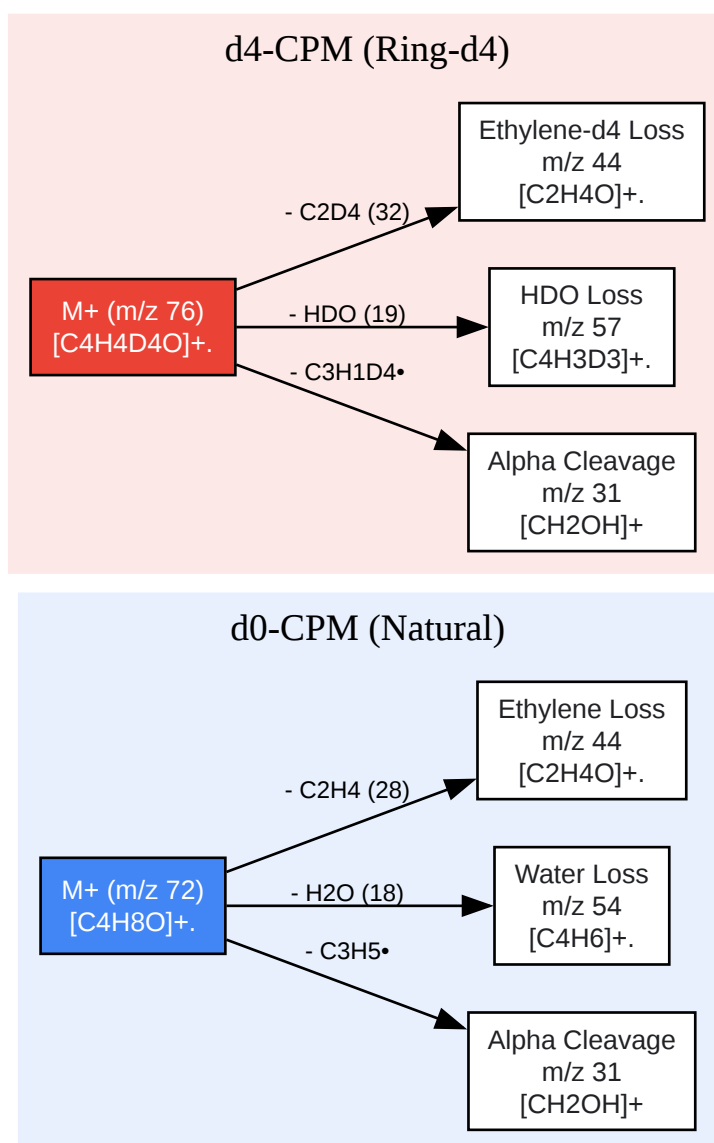 d4-CPM (Ring-d4)
Ethylene-d4 Loss
m/z 44
[C2H4O]+.
- C2D4 (32)
M+ (m/z 76)
[C4H4D4O]+.
- HDO (19)
HDO Loss
m/z 57
[C4H3D3]+.
- C3H1D4•
Alpha Cleavage
m/z 31
[CH2OH]+
d0-CPM (Natural)
Ethylene Loss
m/z 44
[C2H4O]+.
- C2H4 (28)
M+ (m/z 72)
[C4H8O]+.
- H2O (18)
Water Loss
m/z 54
[C4H6]+.
- C3H5•
Alpha Cleavage
m/z 31
[CH2OH]+